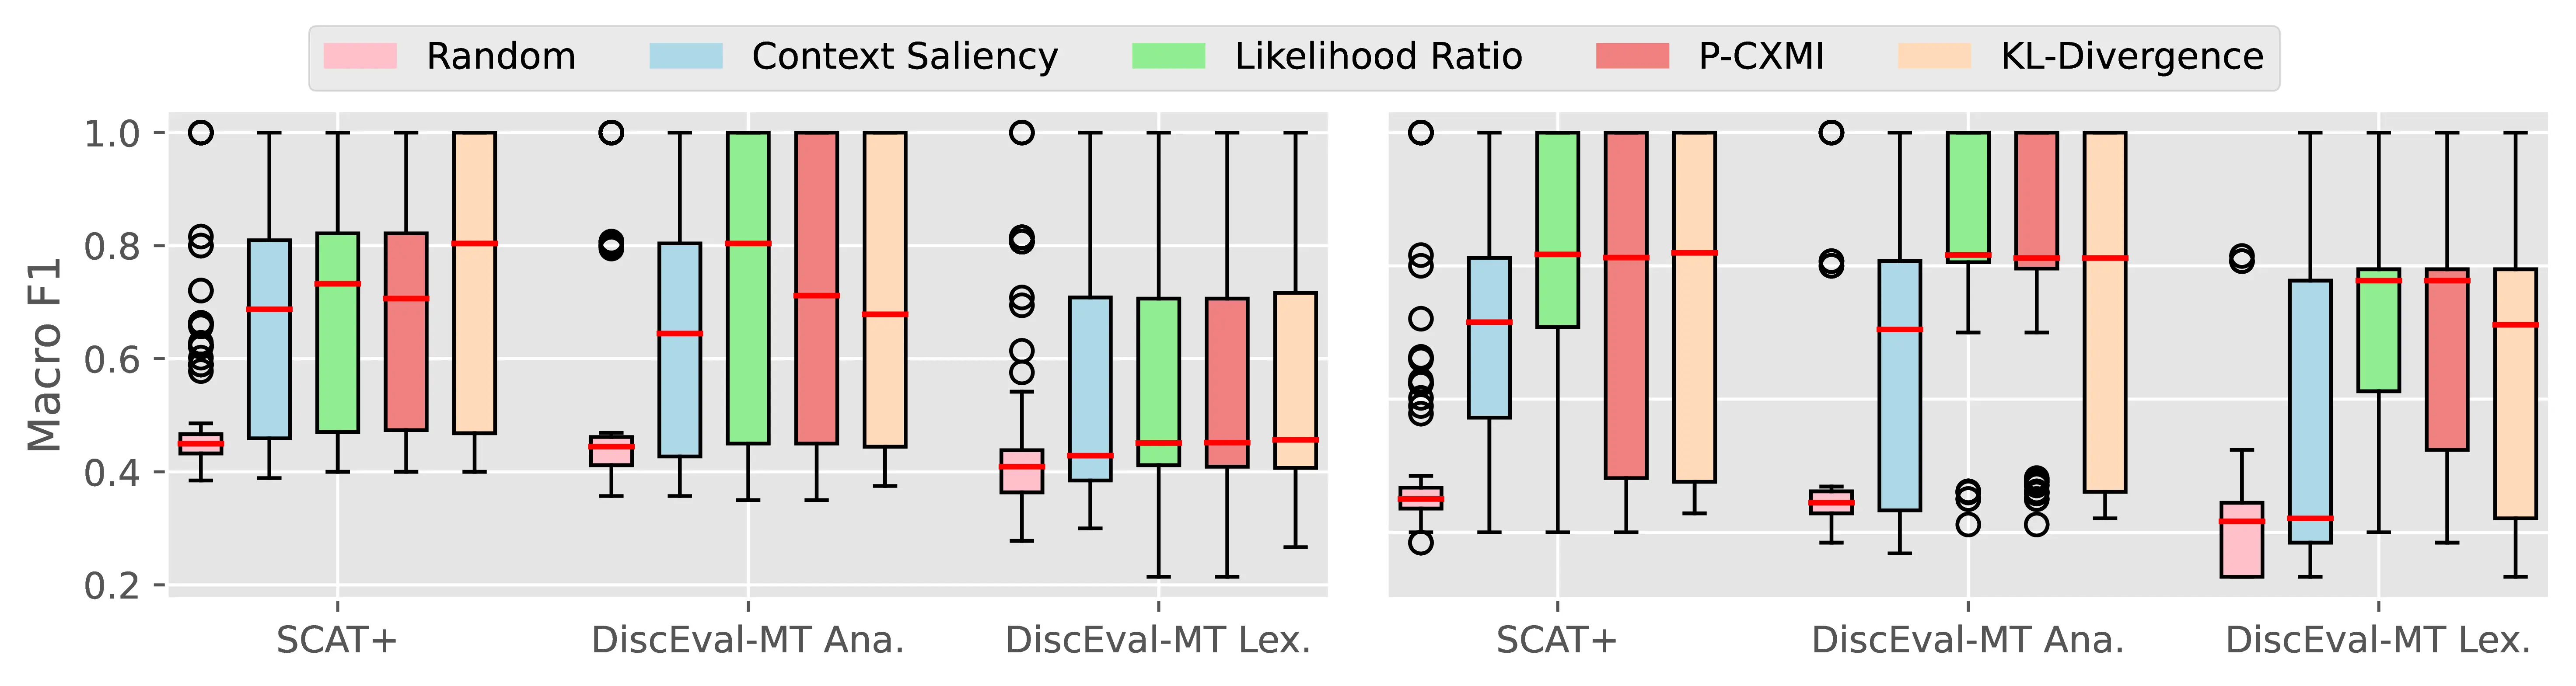 Random Context Saliency Likelihood Ratio P-CXMI KL-Divergence
Macro F1
1.0
0.8
0.6
0.4
0.2
SCAT+ DiscEval-MT Ana. DiscEval-MT Lex. SCAT+ DiscEval-MT Ana. DiscEval-MT Lex.